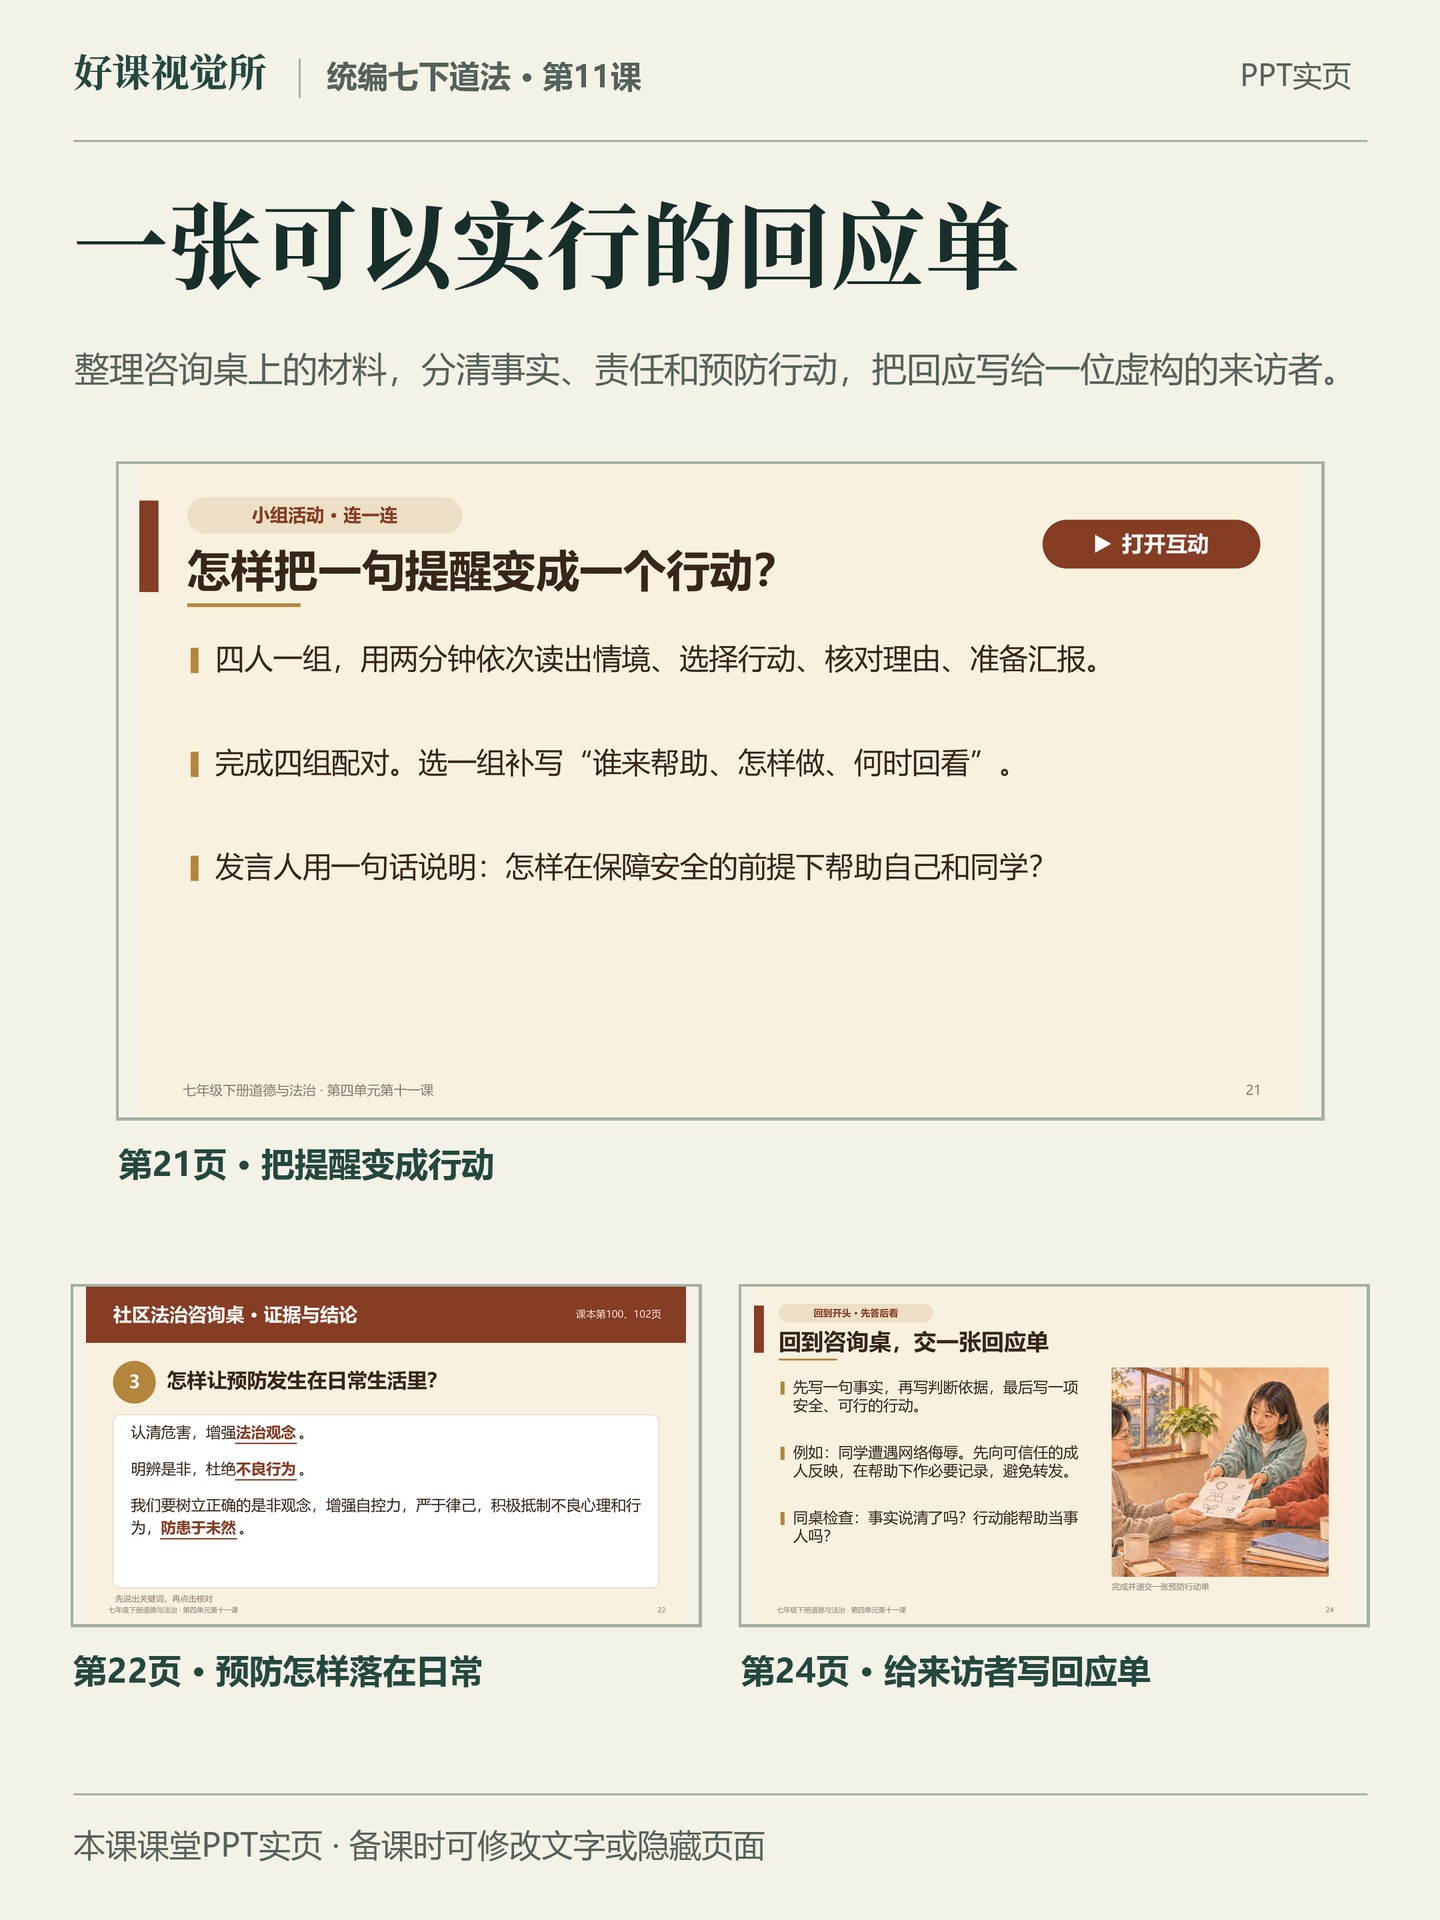 好课视觉所
统编七下道法·第11课
PPT实页
一张可以实行的回应单
整理咨询桌上的材料，分清事实、责任和预防行动，把回应写给一位虚构的来访者。
小组活动·连一连
怎样把一句提醒变成一个行动？
▶ 打开互动
四人一组，用两分钟依次读出情境、选择行动、核对理由、准备汇报。
完成四组配对。选一组补写“谁来帮助、怎样做、何时回看”。
发言人用一句话说明：怎样在保障安全的前提下帮助自己和同学？
七年级下册道德与法治·第四单元第十一课
21
第21页·把提醒变成行动
社区法治咨询桌·证据与结论
课本第100、102页
3
怎样让预防发生在日常生活里？
认清危害，增强法治观念。
明辨是非，杜绝不良行为。
我们要树立正确的是非观念，增强自控力，严于律己，积极抵制不良心理和行
为，防患于未然。
先说出关键词，再点击核对
七年级下册道德与法治·第四单元第十一课
22
第22页·预防怎样落在日常
回到开头·先答后看
回到咨询桌，交一张回应单
先写一句事实，再写判断依据，最后写一项
安全、可行的行动。
例如：同学遭遇网络侮辱。先向可信任的成
人反映，在帮助下作必要记录，避免转发。
同桌检查：事实说清了吗？行动能帮助当事
人吗？
完成并递交一张预防行动单
七年级下册道德与法治·第四单元第十一课
24
第24页·给来访者写回应单
本课课堂PPT实页·备课时可修改文字或隐藏页面